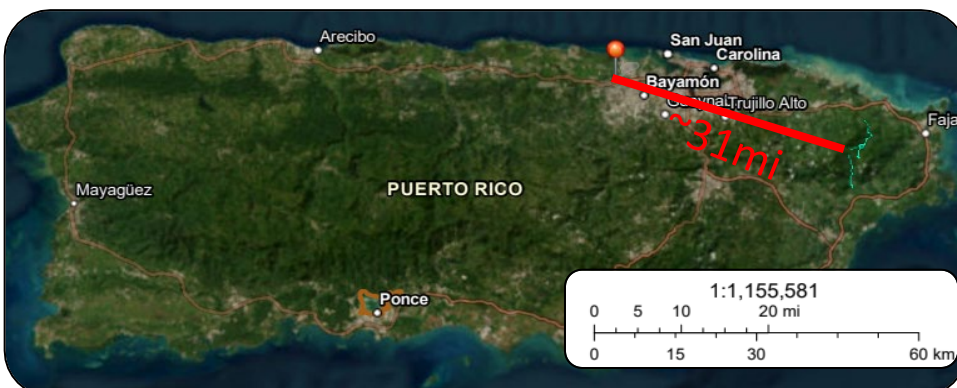 Arecibo
San Juan
Carolina
Bayamón
Trujillo Alto
Faja
~31mi
Mayagüez
PUERTO RICO
Ponce
1:1,155,581
0 5 10 20 mi
0 15 30 60 km